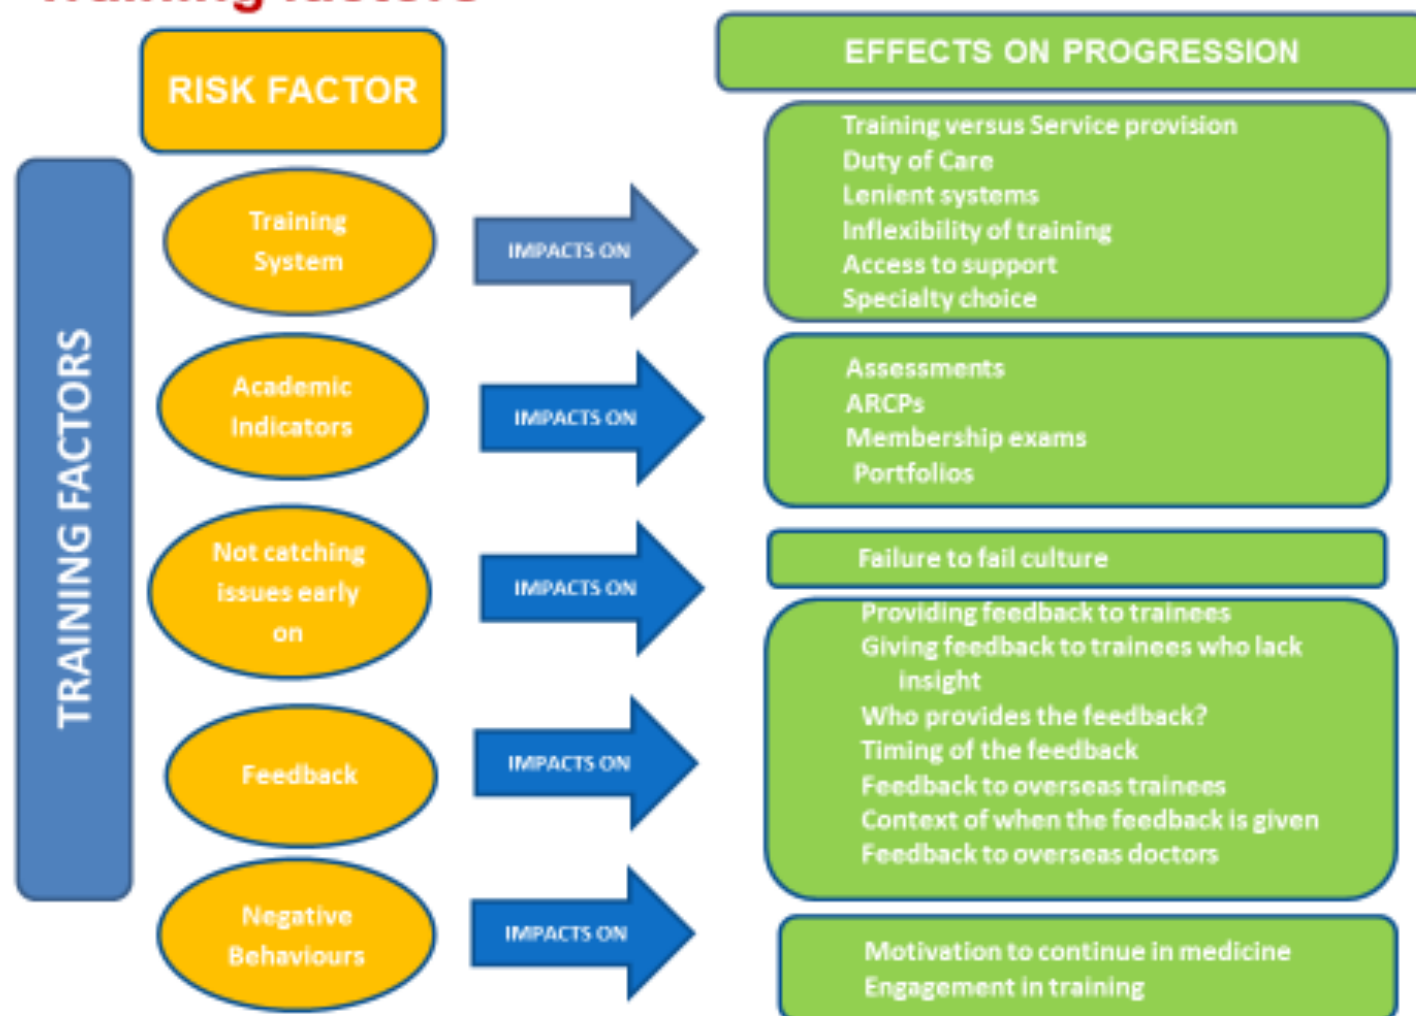 Training factors
RISK FACTOR
EFFECTS ON PROGRESSION
TRAINING FACTORS
Training
System
IMPACTS ON
Training versus Service provision
Duty of Care
Lenient systems
Inflexibility of training
Access to support
Specialty choice
Academic
Indicators
IMPACTS ON
Assessments
ARCPs
Membership exams
Portfolios
Not catching
issues early
on
IMPACTS ON
Failure to fail culture
Feedback
IMPACTS ON
Providing feedback to trainees
Giving feedback to trainees who lack
insight
Who provides the feedback?
Timing of the feedback
Feedback to overseas trainees
Context of when the feedback is given
Feedback to overseas doctors
Negative
Behaviours
IMPACTS ON
Motivation to continue in medicine
Engagement in training